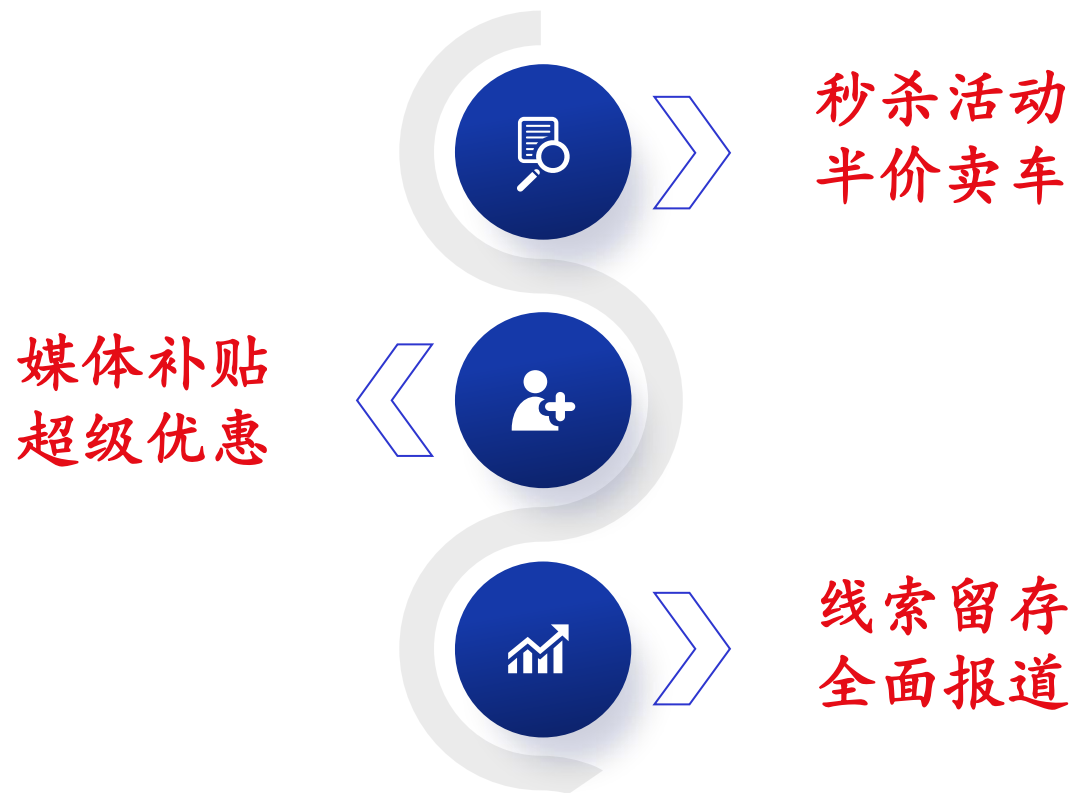 秒杀活动
半价卖车
媒体补贴
超级优惠
线索留存
全面报道